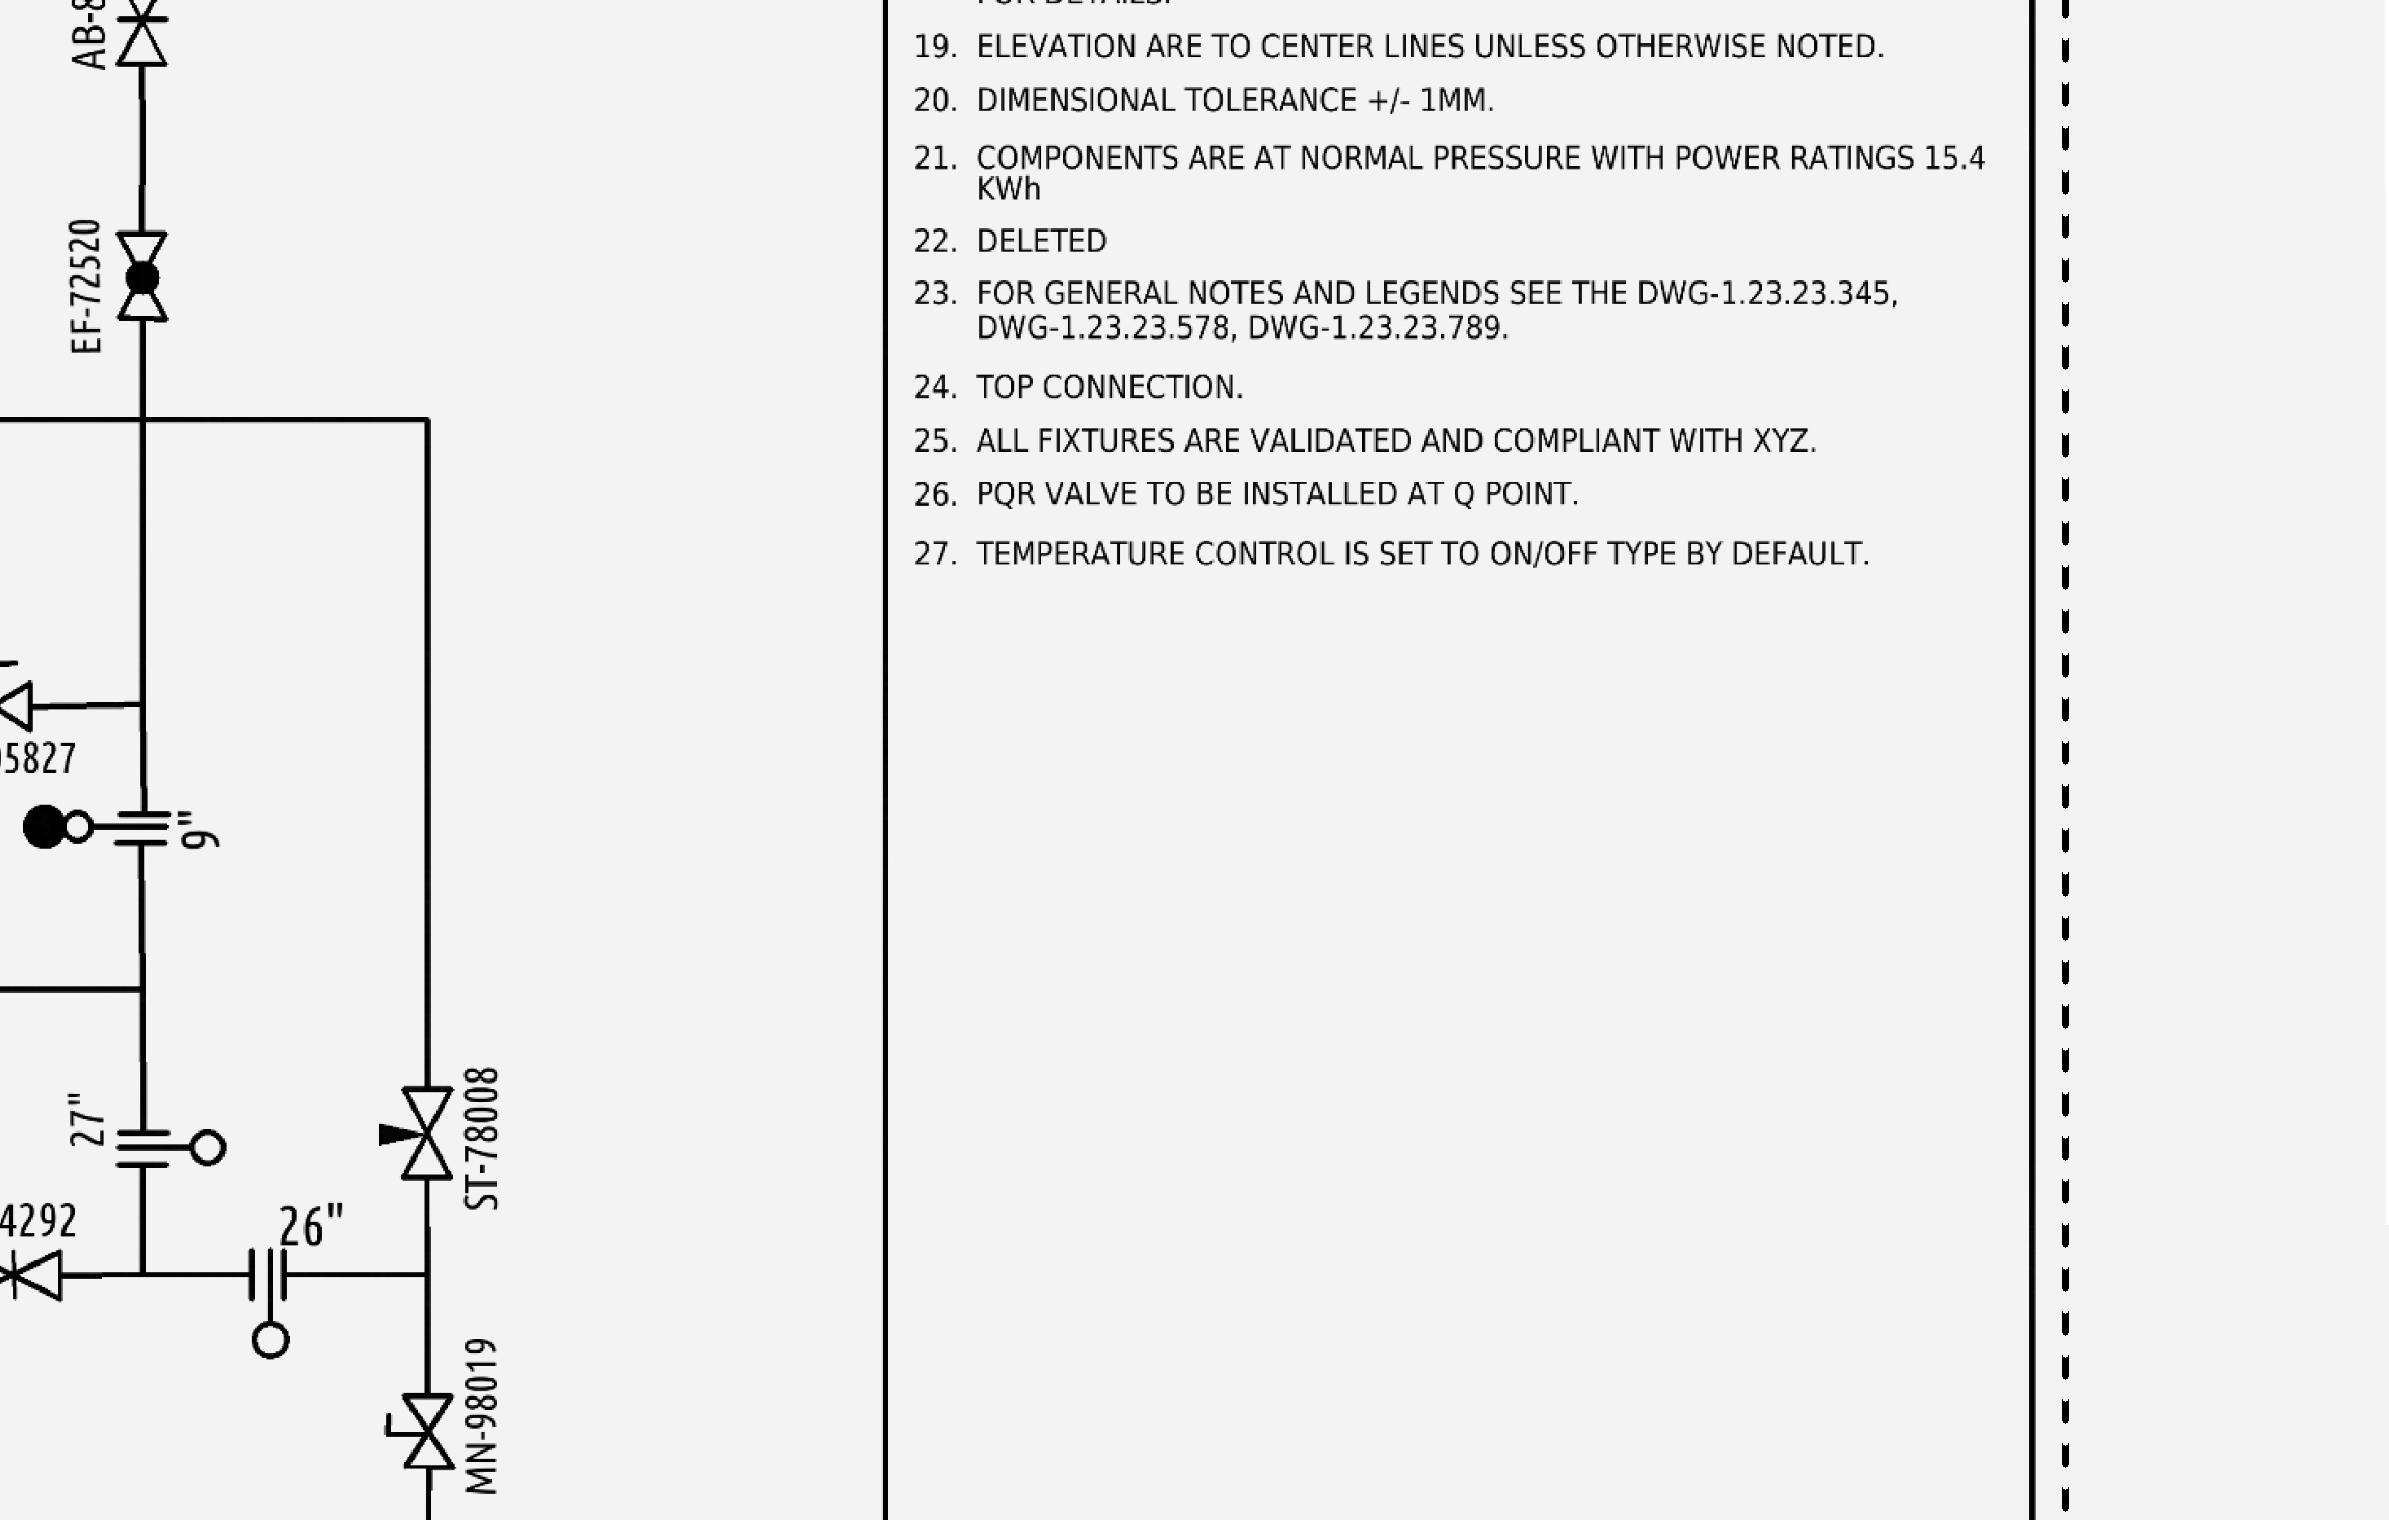 AB-8
EF-72520
05827
9"
27"
4292
26"
ST-78008
MN-98019
FOR DETAILS.
19. ELEVATION ARE TO CENTER LINES UNLESS OTHERWISE NOTED.
20. DIMENSIONAL TOLERANCE +/- 1MM.
21. COMPONENTS ARE AT NORMAL PRESSURE WITH POWER RATINGS 15.4
KWh
22. DELETED
23. FOR GENERAL NOTES AND LEGENDS SEE THE DWG-1.23.23.345,
DWG-1.23.23.578, DWG-1.23.23.789.
24. TOP CONNECTION.
25. ALL FIXTURES ARE VALIDATED AND COMPLIANT WITH XYZ.
26. PQR VALVE TO BE INSTALLED AT Q POINT.
27. TEMPERATURE CONTROL IS SET TO ON/OFF TYPE BY DEFAULT.